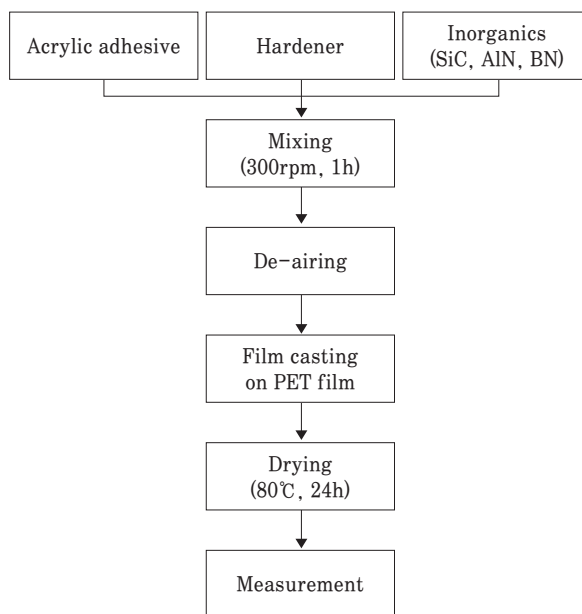 Acrylic adhesive
Hardener
Inorganics
(SiC, AlN, BN)
Mixing
(300rpm, 1h)
De-airing
Film casting
on PET film
Drying
(80℃, 24h)
Measurement